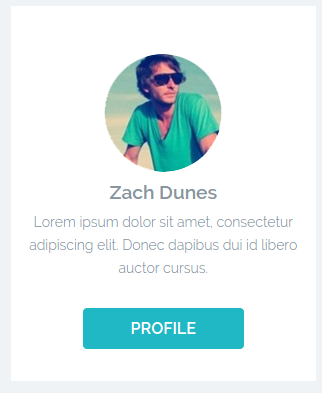 Zach Dunes
Lorem ipsum dolor sit amet, consectetur
adipiscing elit. Donec dapibus dui id libero
auctor cursus.
PROFILE